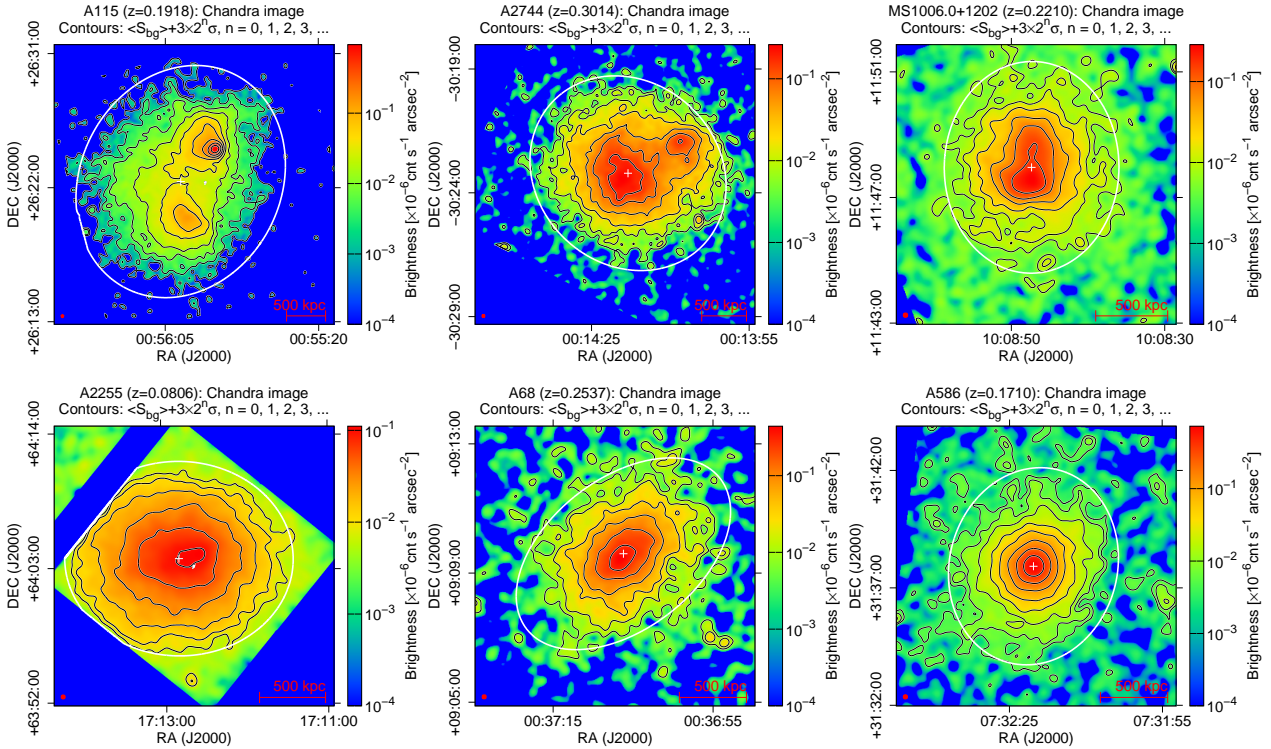 A115 (z=0.1918): Chandra image
Contours: <S_bg>+3×2^nσ, n = 0, 1, 2, 3, ...
+26:31:00
+26:22:00
+26:13:00
DEC (J2000)
500 kpc
00:56:05
00:55:20
RA (J2000)
10^−1
10^−2
10^−3
10^−4
Brightness [×10^−6cnt s^−1 arcsec^−2]
A2744 (z=0.3014): Chandra image
Contours: <S_bg>+3×2^nσ, n = 0, 1, 2, 3, ...
−30:19:00
−30:24:00
−30:29:00
DEC (J2000)
500 kpc
00:14:25
00:13:55
RA (J2000)
10^−1
10^−2
10^−3
10^−4
Brightness [×10^−6cnt s^−1 arcsec^−2]
MS1006.0+1202 (z=0.2210): Chandra image
Contours: <S_bg>+3×2^nσ, n = 0, 1, 2, 3, ...
+11:51:00
+11:47:00
+11:43:00
DEC (J2000)
500 kpc
10:08:50
10:08:30
RA (J2000)
10^−1
10^−2
10^−3
10^−4
Brightness [×10^−6cnt s^−1 arcsec^−2]
A2255 (z=0.0806): Chandra image
Contours: <S_bg>+3×2^nσ, n = 0, 1, 2, 3, ...
+64:14:00
+64:03:00
+63:52:00
DEC (J2000)
500 kpc
17:13:00
17:11:00
RA (J2000)
10^−1
10^−2
10^−3
10^−4
Brightness [×10^−6cnt s^−1 arcsec^−2]
A68 (z=0.2537): Chandra image
Contours: <S_bg>+3×2^nσ, n = 0, 1, 2, 3, ...
+09:13:00
+09:09:00
+09:05:00
DEC (J2000)
500 kpc
00:37:15
00:36:55
RA (J2000)
10^−1
10^−2
10^−3
10^−4
Brightness [×10^−6cnt s^−1 arcsec^−2]
A586 (z=0.1710): Chandra image
Contours: <S_bg>+3×2^nσ, n = 0, 1, 2, 3, ...
+31:42:00
+31:37:00
+31:32:00
DEC (J2000)
500 kpc
07:32:25
07:31:55
RA (J2000)
10^−1
10^−2
10^−3
10^−4
Brightness [×10^−6cnt s^−1 arcsec^−2]